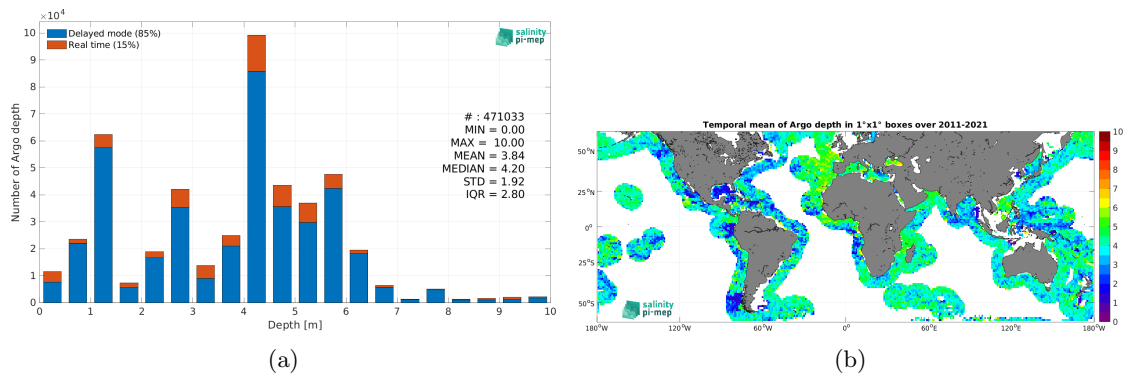 ×10⁴
Delayed mode (85%)
Real time (15%)
salinity
pi-mep
10
9
8
7
6
5
4
3
2
1
0
Number of Argo depth
# : 471033
MIN = 0.00
MAX = 10.00
MEAN = 3.84
MEDIAN = 4.20
STD = 1.92
IQR = 2.80
0 1 2 3 4 5 6 7 8 9 10
Depth [m]
(a)
Temporal mean of Argo depth in 1°x1° boxes over 2011-2021
50°N
25°N
0°
25°S
50°S
salinity
pi-mep
180°W 120°W 60°W 0° 60°E 120°E 180°W
10
9
8
7
6
5
4
3
2
1
0
(b)